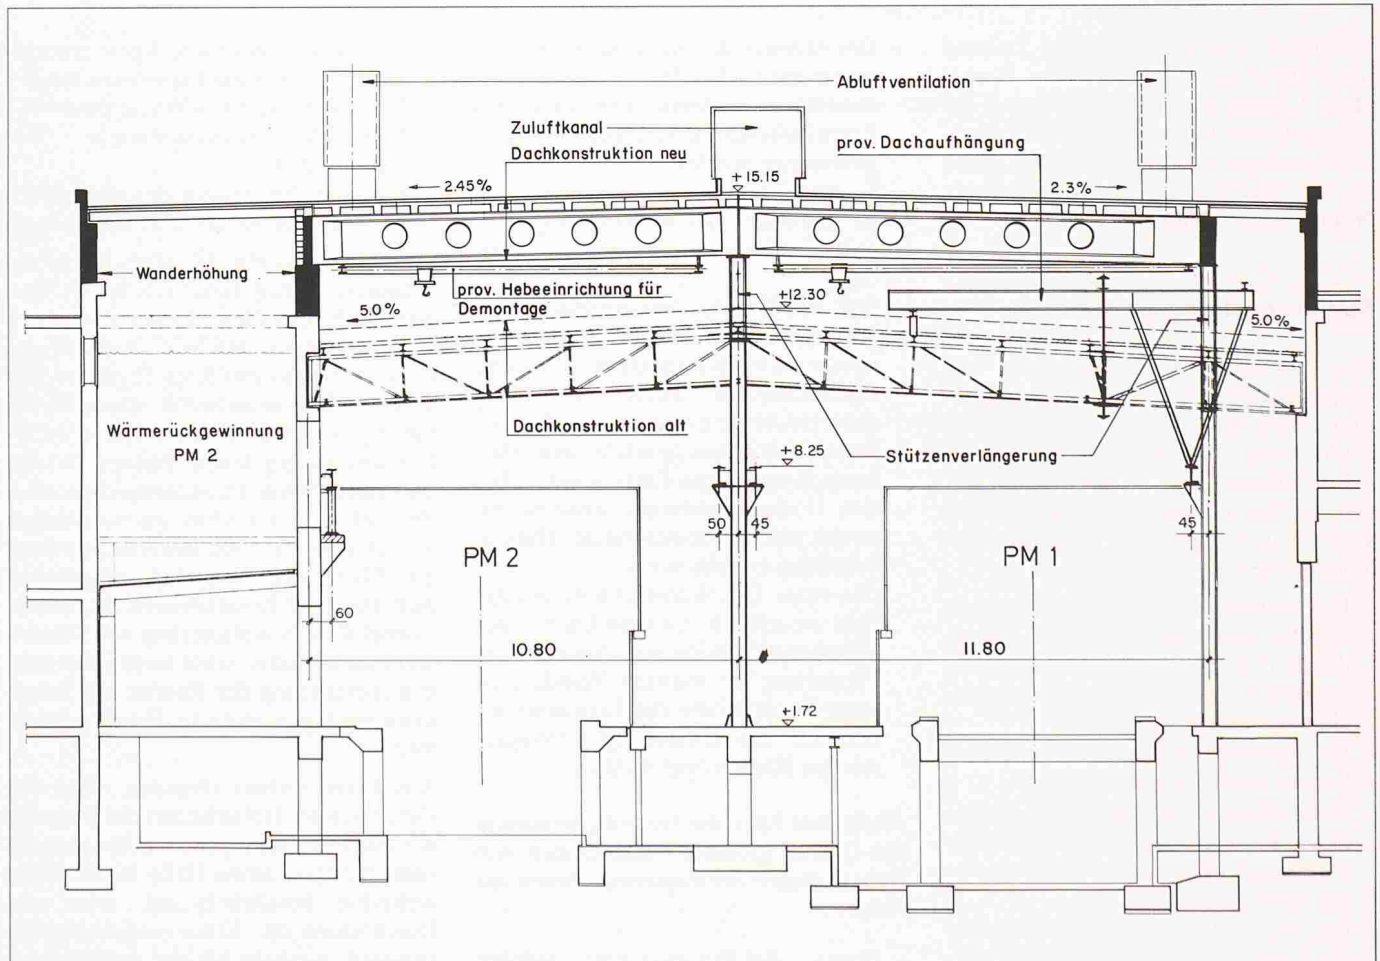 Abluftventilation
Zuluftkanal
Dachkonstruktion neu
prov. Dachaufhängung
2.45%
+15.15
2.3%
Wanderhöhung
prov. Hebeeinrichtung für
Demontage
+12.30
5.0%
5.0%
Wärmerückgewinnung
PM 2
Dachkonstruktion alt
+8.25
Stützenverlängerung
50
45
45
PM 2
PM 1
60
10.80
11.80
+1.72